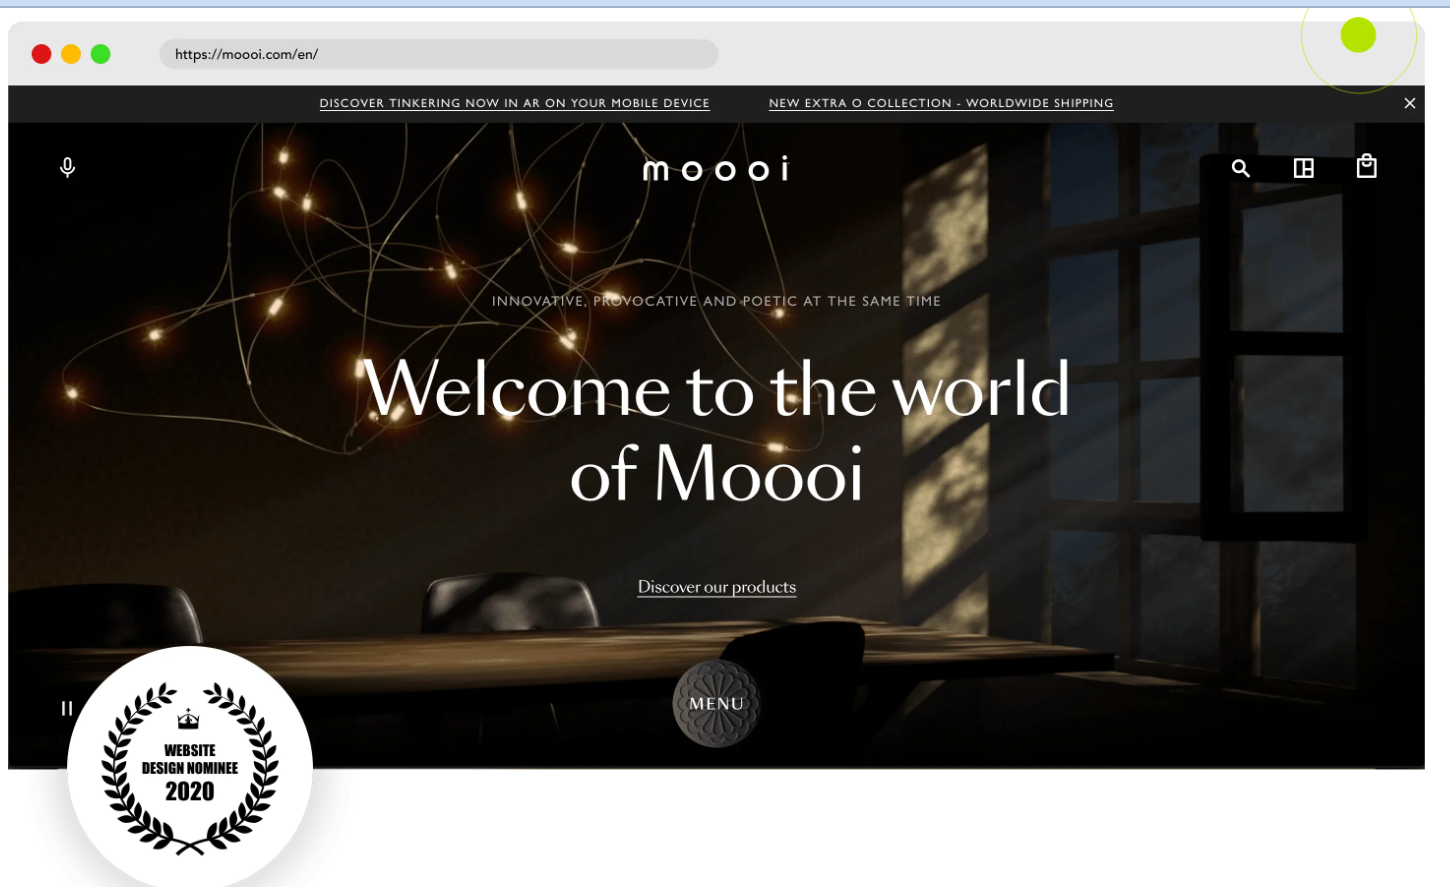 https://moooi.com/en/
DISCOVER TINKERING NOW IN AR ON YOUR MOBILE DEVICE
NEW EXTRA O COLLECTION - WORLDWIDE SHIPPING
moooi
INNOVATIVE, PROVOCATIVE AND POETIC AT THE SAME TIME
Welcome to the world
of Moooi
Discover our products
MENU
WEBSITE
DESIGN NOMINEE
2020